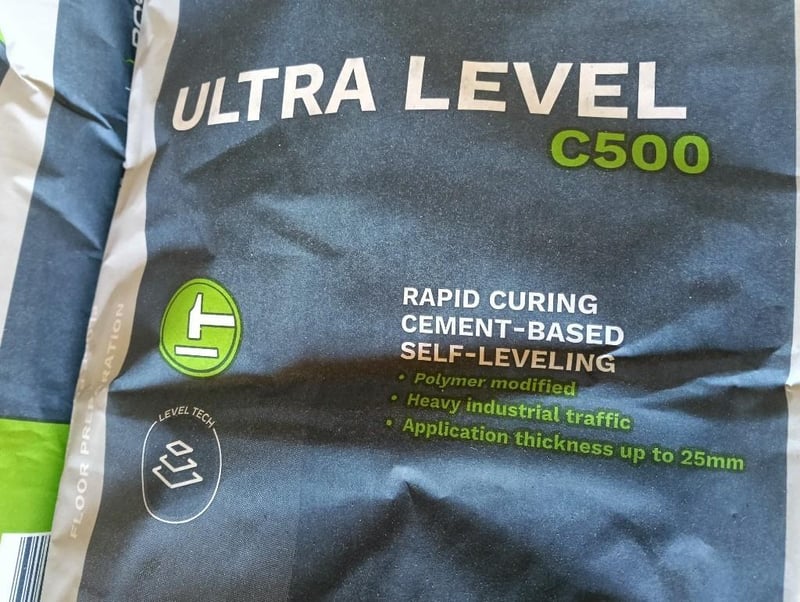 ULTRA LEVEL
C500
RAPID CURING
CEMENT-BASED
SELF-LEVELING
• Polymer modified
• Heavy industrial traffic
• Application thickness up to 25mm
LEVEL TECH
FLOOR PREPARATION